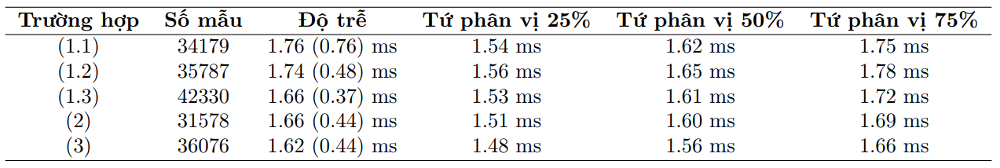 Trường hợp Số mẫu Độ trễ Tứ phân vị 25% Tứ phân vị 50% Tứ phân vị 75%
(1.1) 34179 1.76 (0.76) ms 1.54 ms 1.62 ms 1.75 ms
(1.2) 35787 1.74 (0.48) ms 1.56 ms 1.65 ms 1.78 ms
(1.3) 42330 1.66 (0.37) ms 1.53 ms 1.61 ms 1.72 ms
(2) 31578 1.66 (0.44) ms 1.51 ms 1.60 ms 1.69 ms
(3) 36076 1.62 (0.44) ms 1.48 ms 1.56 ms 1.66 ms